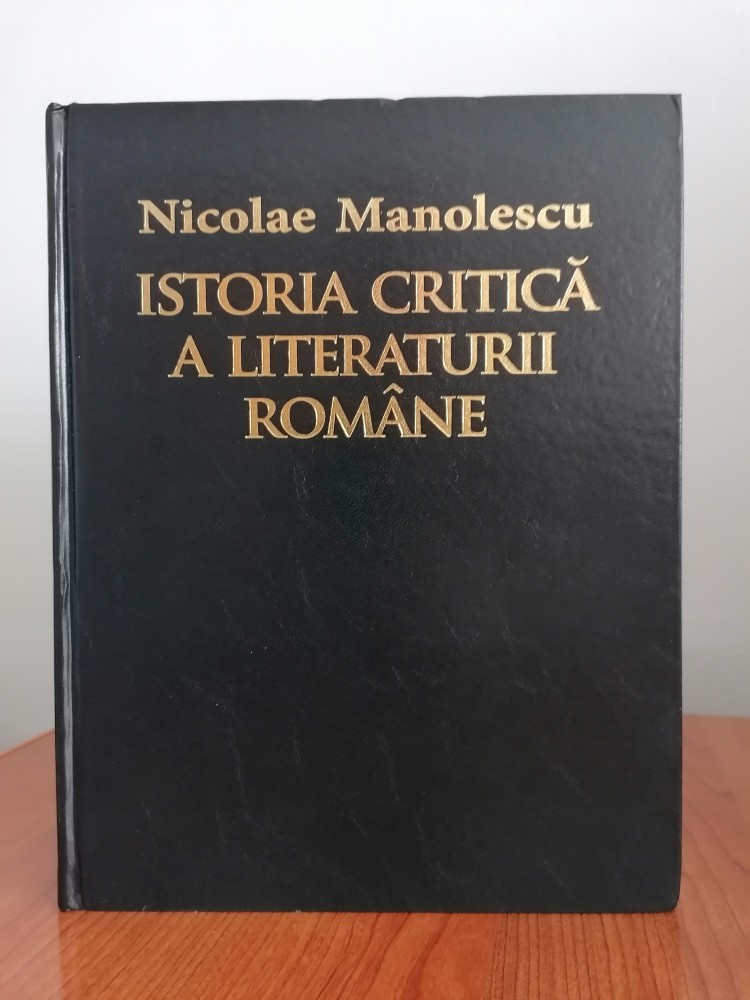 Nicolae Manolescu
ISTORIA CRITICĂ
A LITERATURII
ROMÂNE